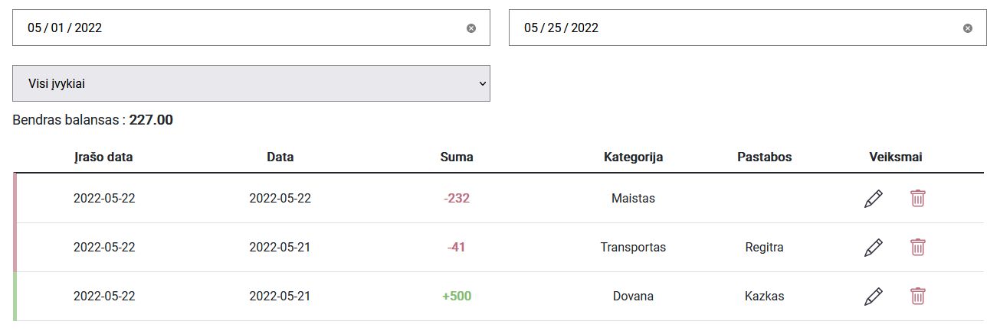 05 / 01 / 2022 05 / 25 / 2022
Visi įvykiai
Bendras balansas : 227.00
Įrašo data Data Suma Kategorija Pastabos Veiksmai
2022-05-22 2022-05-22 -232 Maistas
2022-05-22 2022-05-21 -41 Transportas Regitra
2022-05-22 2022-05-21 +500 Dovana Kazkas